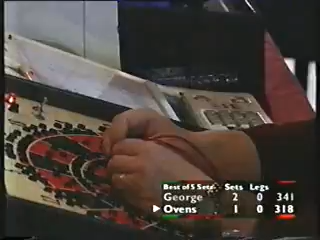 Best of 5 Sets Sets Legs
George 2 0 341
▶ Ovens 1 0 318